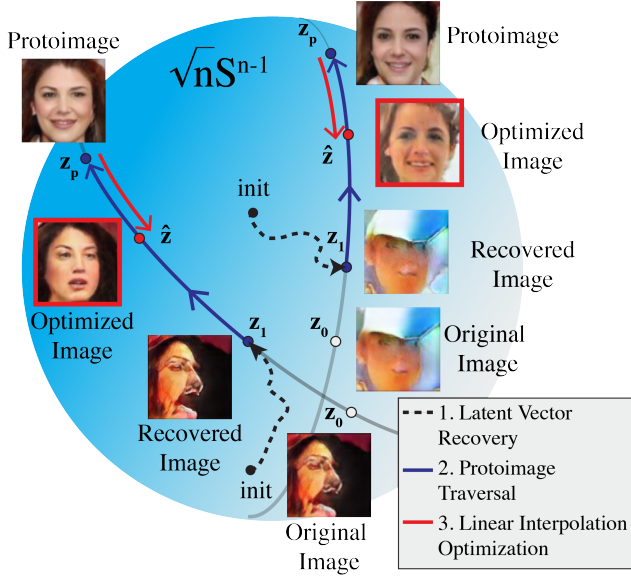 Protoimage
√nS^n-1
z_p
Protoimage
ẑ
Optimized
Image
z_p
init
ẑ
z_1
Recovered
Image
Optimized
Image
z_1
z_0
Original
Image
Recovered
Image
z_0
init
Original
Image
1. Latent Vector
Recovery
2. Protoimage
Traversal
3. Linear Interpolation
Optimization